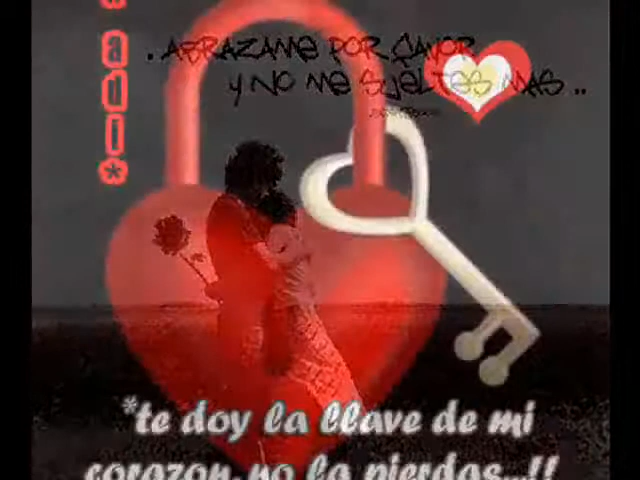 . ABRAZAME POR FAVOR
Y NO ME SUELTES MAS ..
*te doy la llave de mi
corazon, no la pierdas...!!